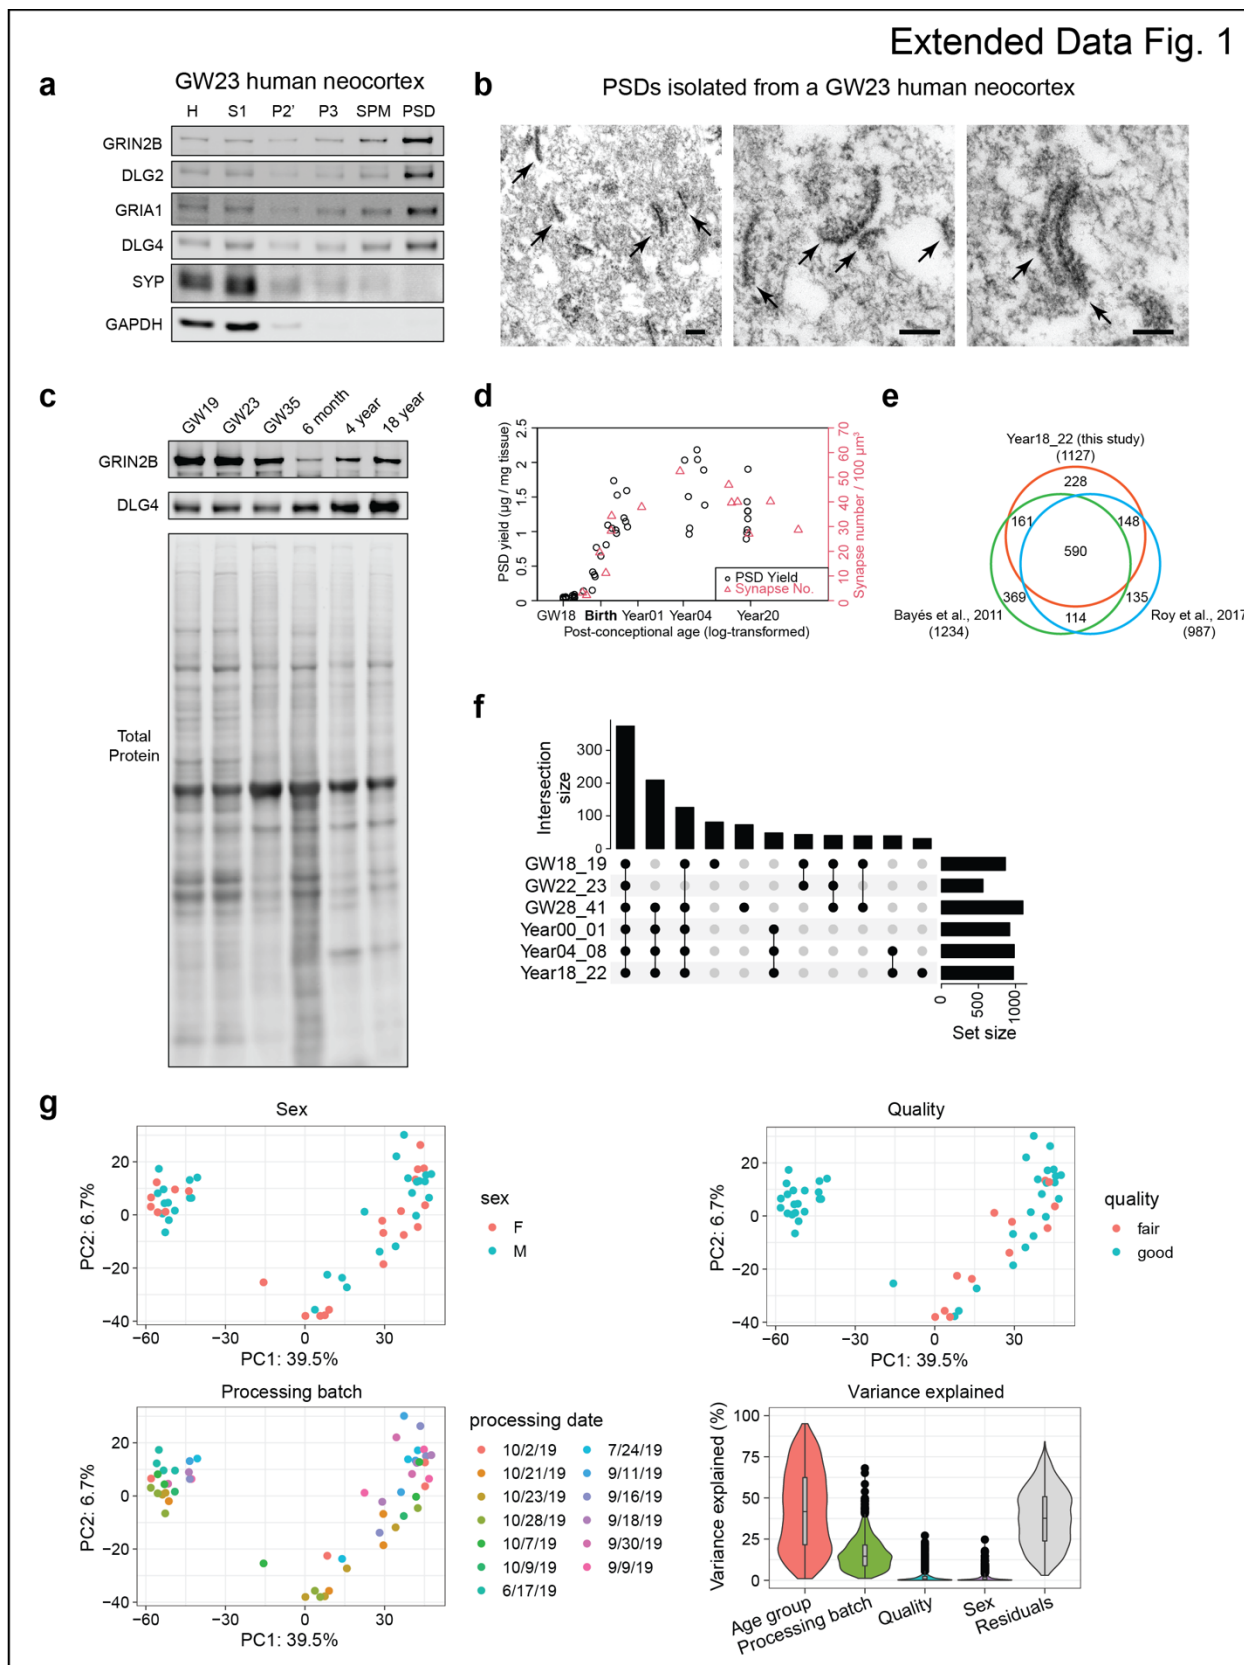 Extended Data Fig. 1
a
GW23 human neocortex
H S1 P2' P3 SPM PSD
GRIN2B
DLG2
GRIA1
DLG4
SYP
GAPDH
b
PSDs isolated from a GW23 human neocortex
c
GW19 GW23 GW35 6 month 4 year 18 year
GRIN2B
DLG4
Total
Protein
d
PSD yield (µg / mg tissue)
2.5
2
1.5
1
0.5
0
70
60
50
40
30
20
10
0
Synapse number / 100 µm³
PSD Yield
Synapse No.
GW18 Birth Year01 Year04 Year20
Post-conceptional age (log-transformed)
e
Year18_22 (this study)
(1127)
228
161 148
590
369 135
114
Bayés et al., 2011
(1234)
Roy et al., 2017
(987)
f
Intersection
size
300
200
100
0
GW18_19
GW22_23
GW28_41
Year00_01
Year04_08
Year18_22
0 500 1000
Set size
g
Sex
PC2: 6.7%
20
0
−20
−40
−60 0 30
PC1: 39.5%
sex
F
M
Quality
PC2: 6.7%
20
0
−20
−40
−60 0 30
PC1: 39.5%
quality
fair
good
Processing batch
PC2: 6.7%
20
0
−20
−40
−60 0 30
PC1: 39.5%
processing date
10/2/19 7/24/19
10/21/19 9/11/19
10/23/19 9/16/19
10/28/19 9/18/19
10/7/19 9/30/19
10/9/19 9/9/19
6/17/19
Variance explained
Variance explained (%)
100
75
50
25
0
Age group
Processing batch
Quality
Sex
Residuals